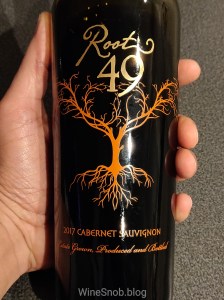 Root
49
2017 CABERNET SAUVIGNON
Estate Grown, Produced and Bottled
WineSnob.blog